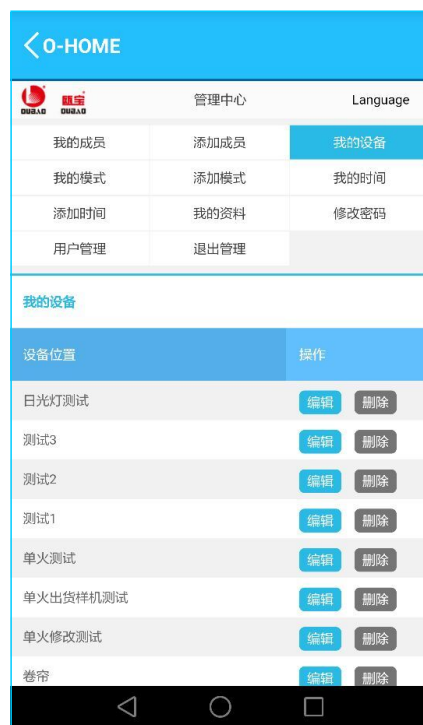 O-HOME
OUBAO 瓯宝 OUBAO 管理中心 Language
我的成员 添加成员 我的设备
我的模式 添加模式 我的时间
添加时间 我的资料 修改密码
用户管理 退出管理
我的设备
设备位置 操作
日光灯测试 编辑 删除
测试3 编辑 删除
测试2 编辑 删除
测试1 编辑 删除
单火测试 编辑 删除
单火出货样机测试 编辑 删除
单火修改测试 编辑 删除
卷帘 编辑 删除